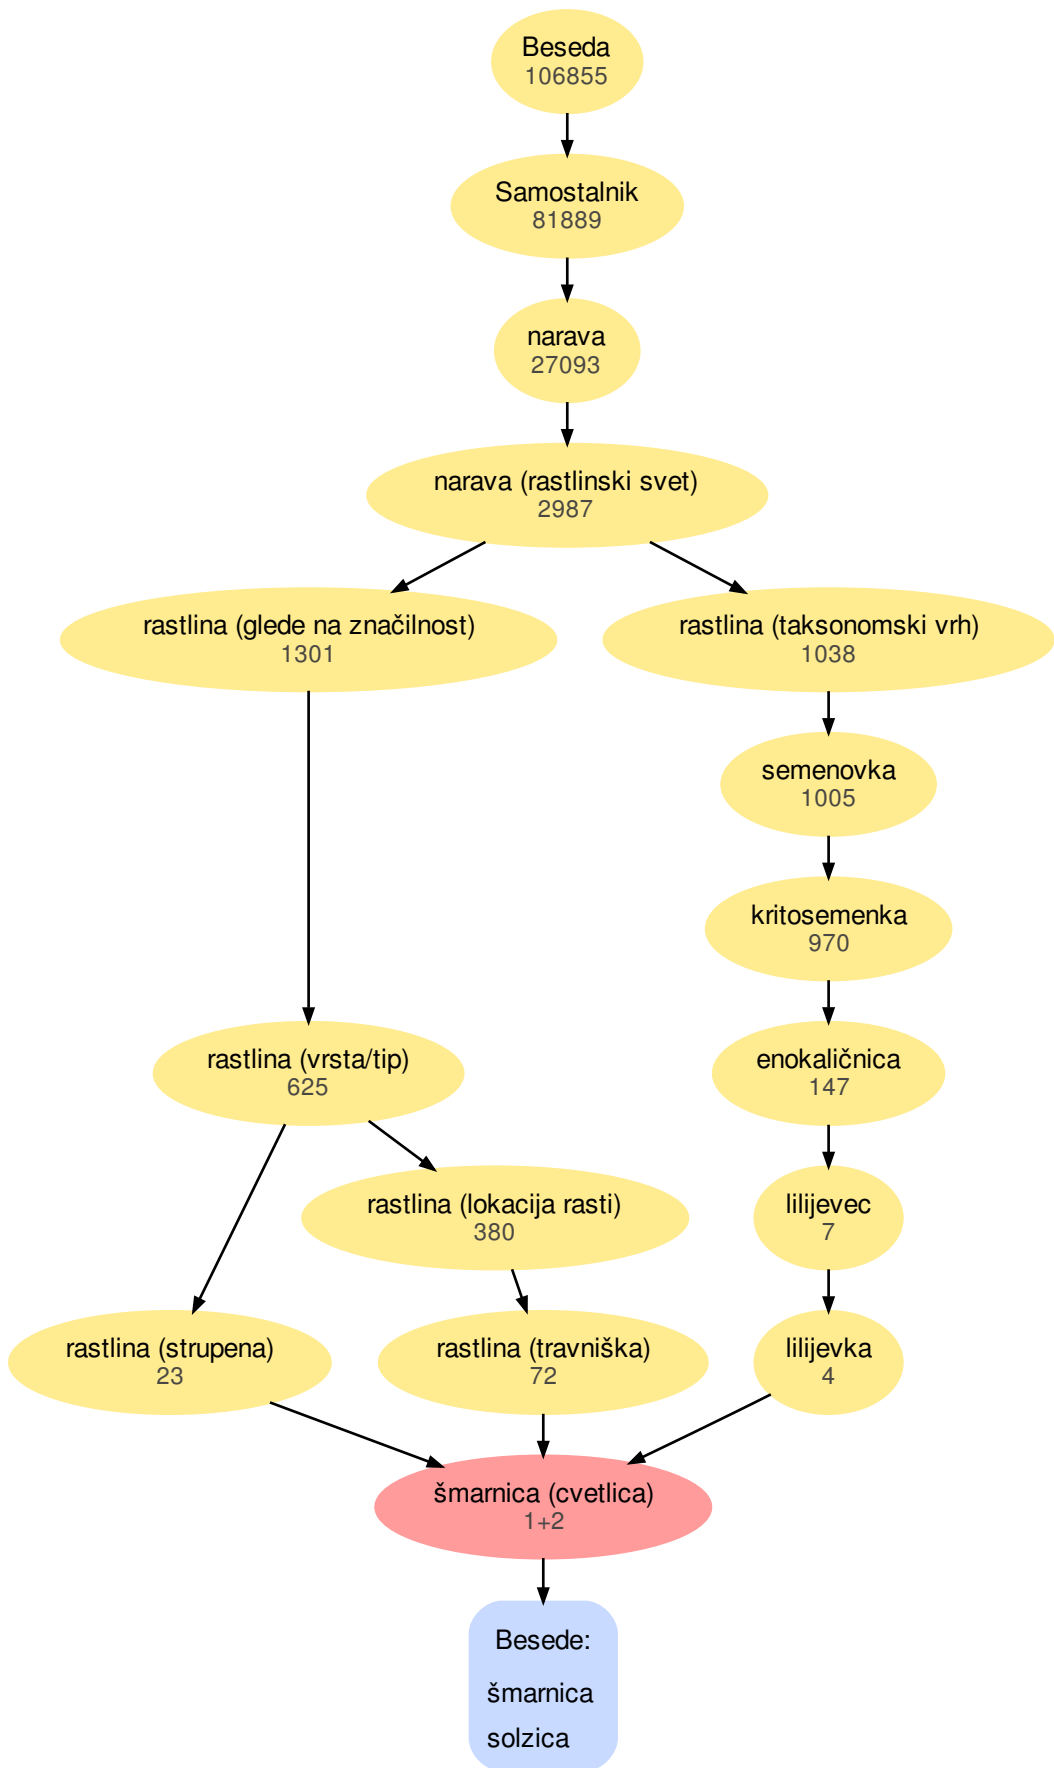 Beseda
106855
Samostalnik
81889
narava
27093
narava (rastlinski svet)
2987
rastlina (glede na značilnost)
1301
rastlina (taksonomski vrh)
1038
semenovka
1005
kritosemenka
970
rastlina (vrsta/tip)
625
enokaličnica
147
rastlina (lokacija rasti)
380
lilijevec
7
rastlina (strupena)
23
rastlina (travniška)
72
lilijevka
4
šmarnica (cvetlica)
1+2
Besede:
šmarnica
solzica